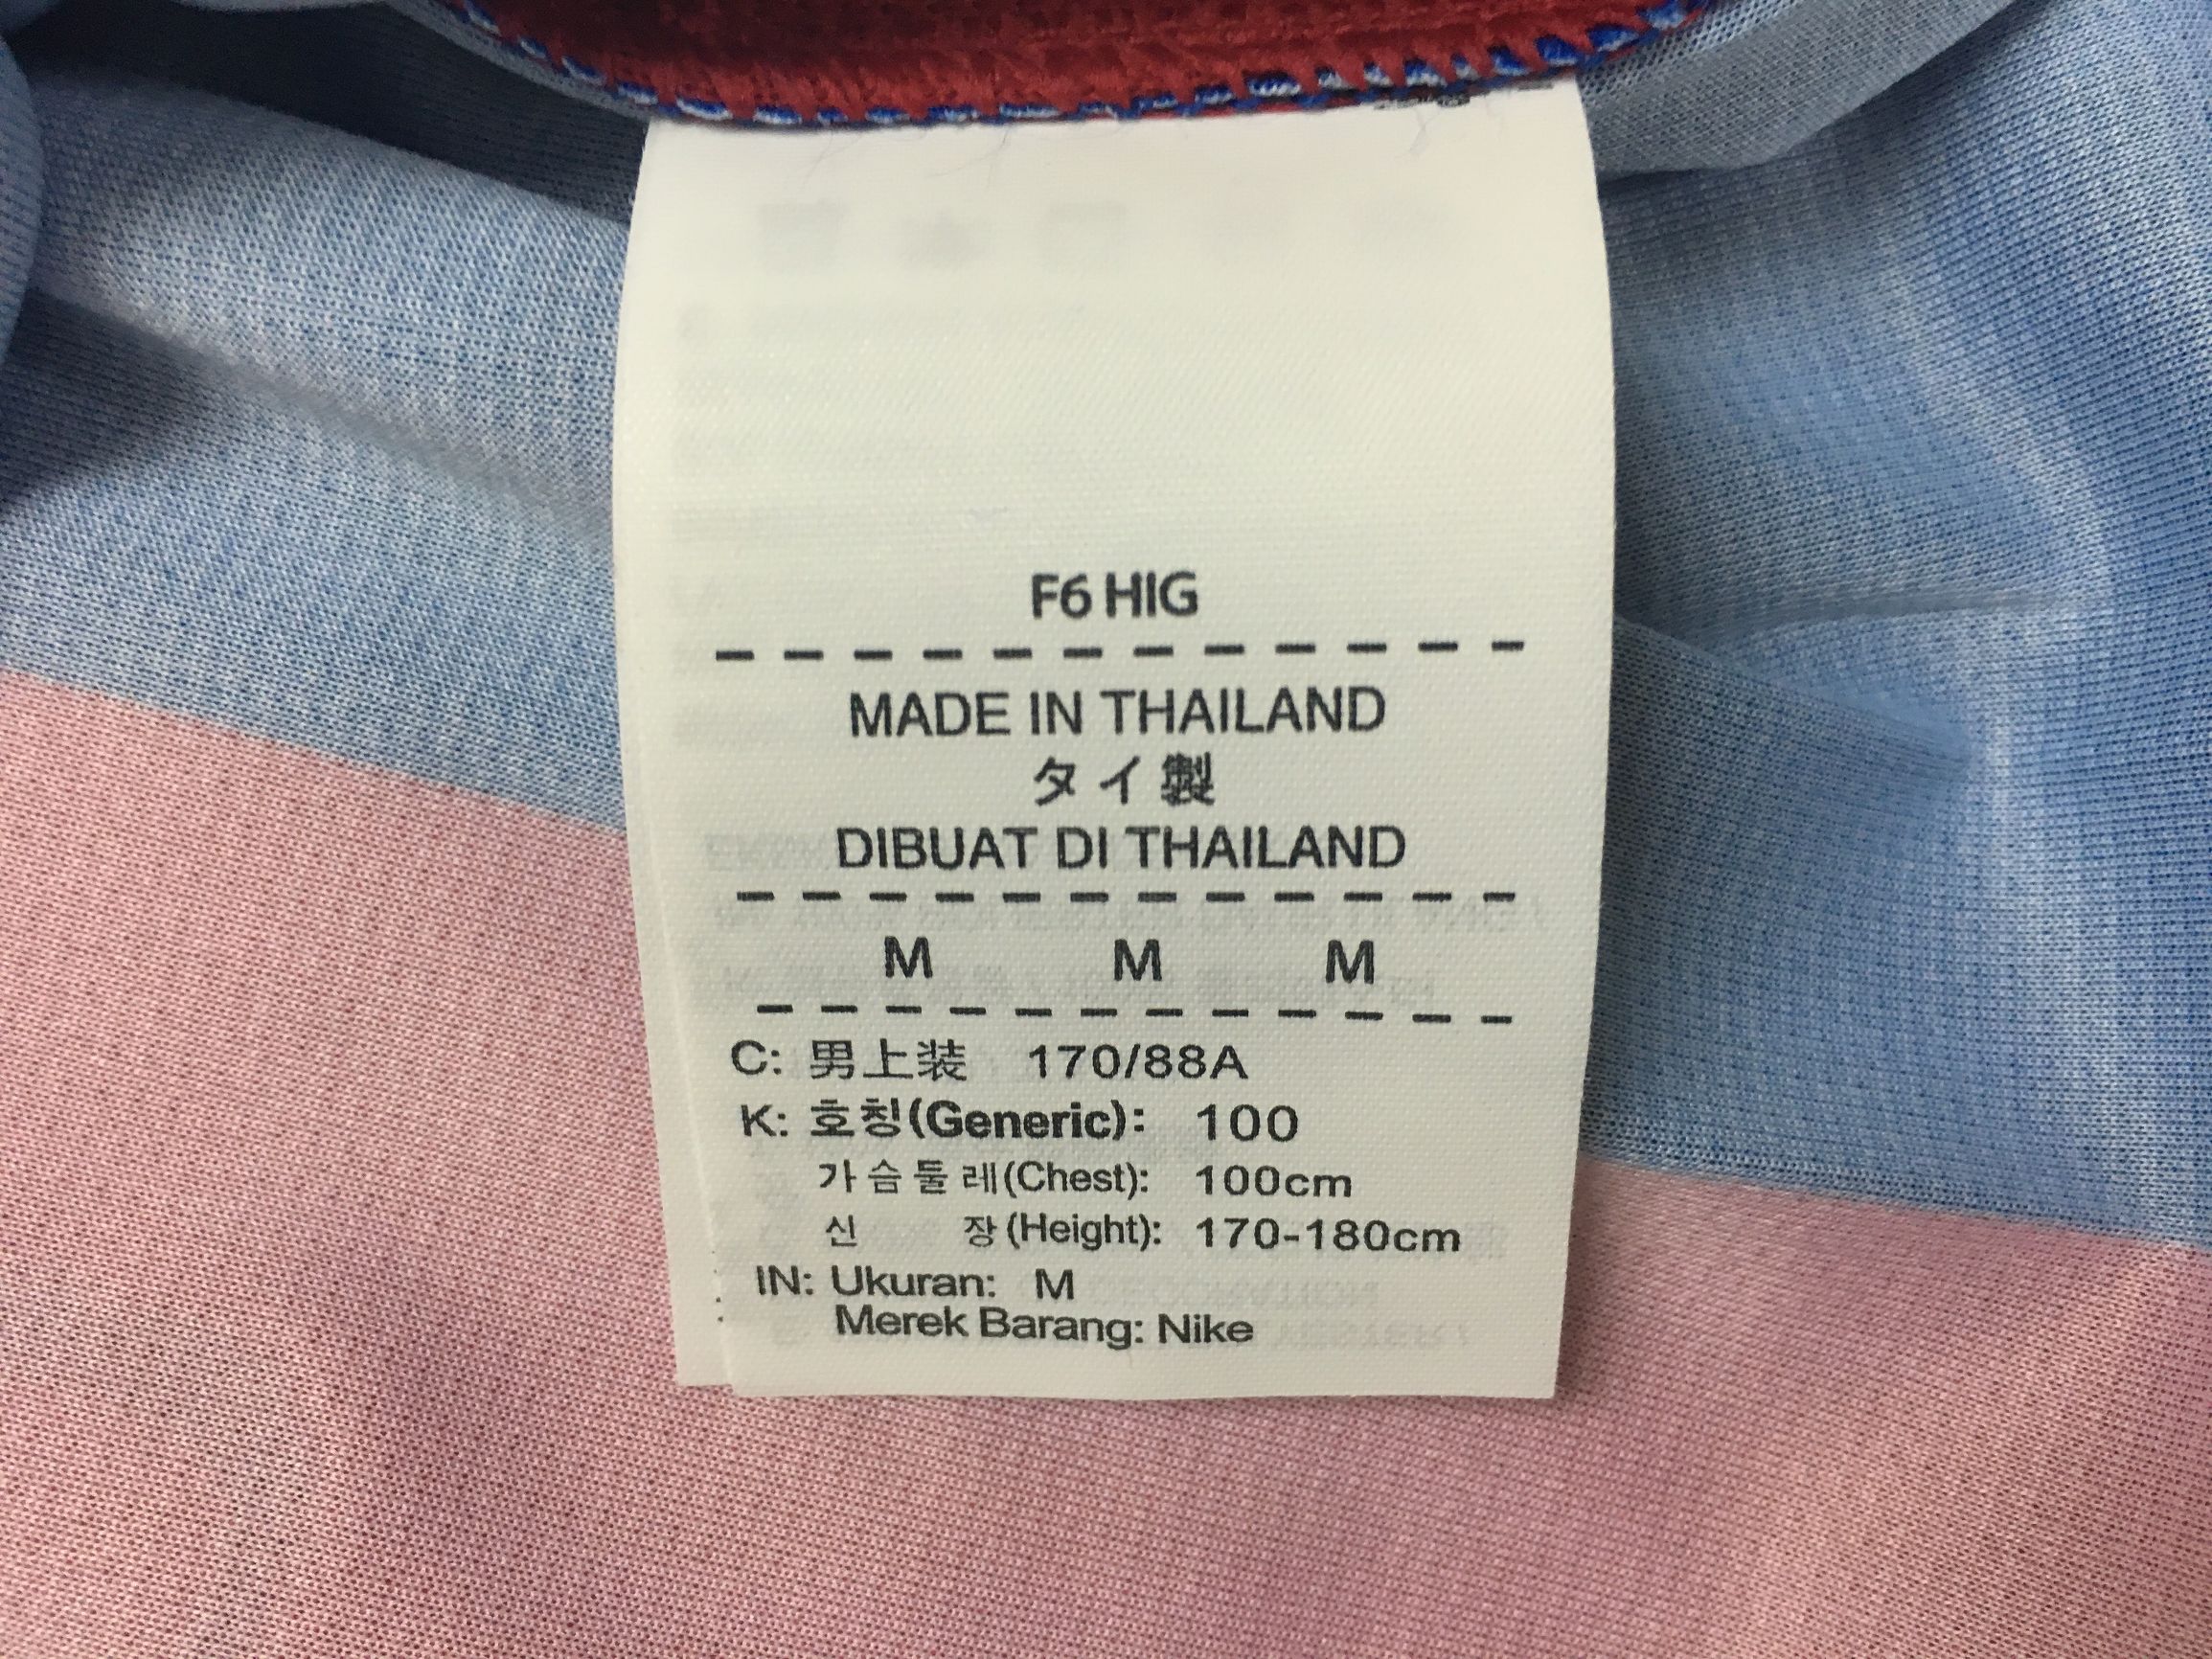 F6 HIG
MADE IN THAILAND
タイ製
DIBUAT DI THAILAND
M M M
C: 男上装 170/88A
K: 호칭(Generic): 100
가슴둘레(Chest): 100cm
신 장(Height): 170-180cm
IN: Ukuran: M
Merek Barang: Nike